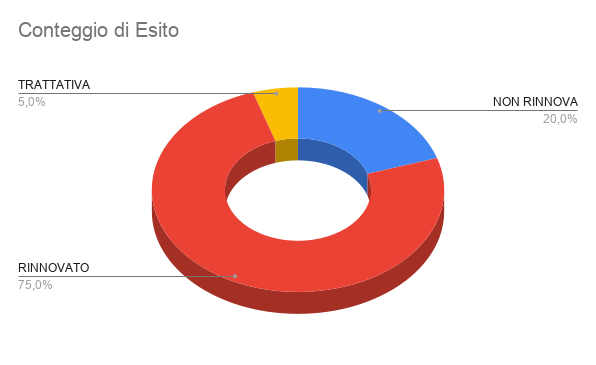 Conteggio di Esito
TRATTATIVA
5,0%
NON RINNOVA
20,0%
RINNOVATO
75,0%